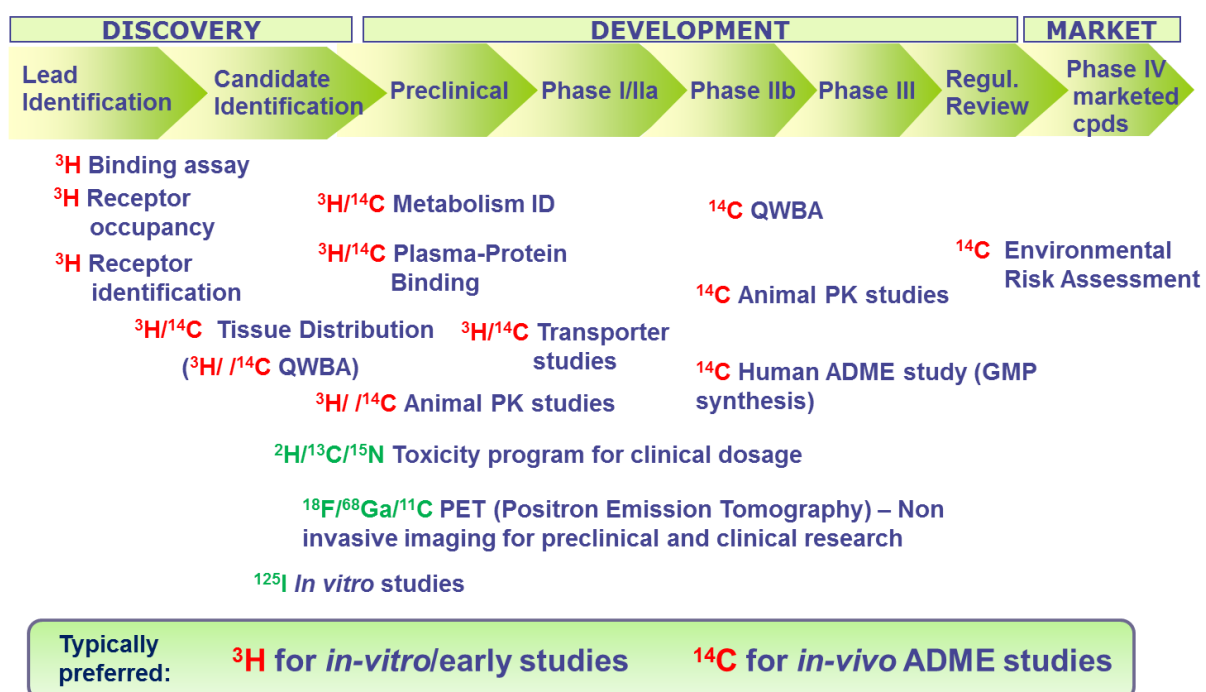 DISCOVERY
DEVELOPMENT
MARKET
Lead
Identification
Candidate
Identification
Preclinical
Phase I/IIa
Phase IIb
Phase III
Regul.
Review
Phase IV
marketed
cpds
³H Binding assay
³H Receptor
occupancy
³H Receptor
identification
³H/¹⁴C Metabolism ID
³H/¹⁴C Plasma-Protein
Binding
¹⁴C QWBA
¹⁴C Environmental
Risk Assessment
¹⁴C Animal PK studies
³H/¹⁴C Tissue Distribution
(³H/ /¹⁴C QWBA)
³H/¹⁴C Transporter
studies
¹⁴C Human ADME study (GMP
synthesis)
³H/ /¹⁴C Animal PK studies
²H/¹³C/¹⁵N Toxicity program for clinical dosage
¹⁸F/⁶⁸Ga/¹¹C PET (Positron Emission Tomography) – Non
invasive imaging for preclinical and clinical research
¹²⁵I In vitro studies
Typically
preferred:
³H for in-vitro/early studies
¹⁴C for in-vivo ADME studies